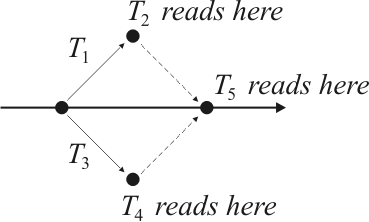 T₂ reads here
T₁
T₅ reads here
T₃
T₄ reads here